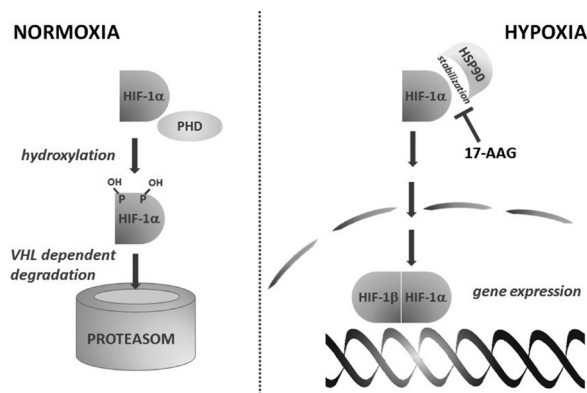 NORMOXIA
HIF-1α
PHD
hydroxylation
OH OH
P P
HIF-1α
VHL dependent
degradation
PROTEASOM
HYPOXIA
HSP90
stabilization
HIF-1α
17-AAG
HIF-1β HIF-1α
gene expression